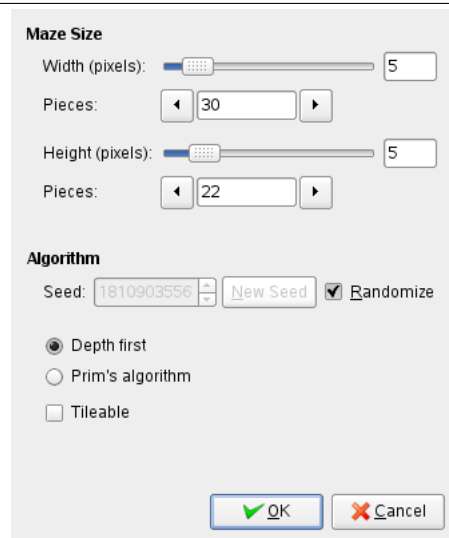 Maze Size
Width (pixels): 5
Pieces: 30
Height (pixels): 5
Pieces: 22
Algorithm
Seed: 1810903556 New Seed Randomize
Depth first
Prim's algorithm
Tileable
OK Cancel